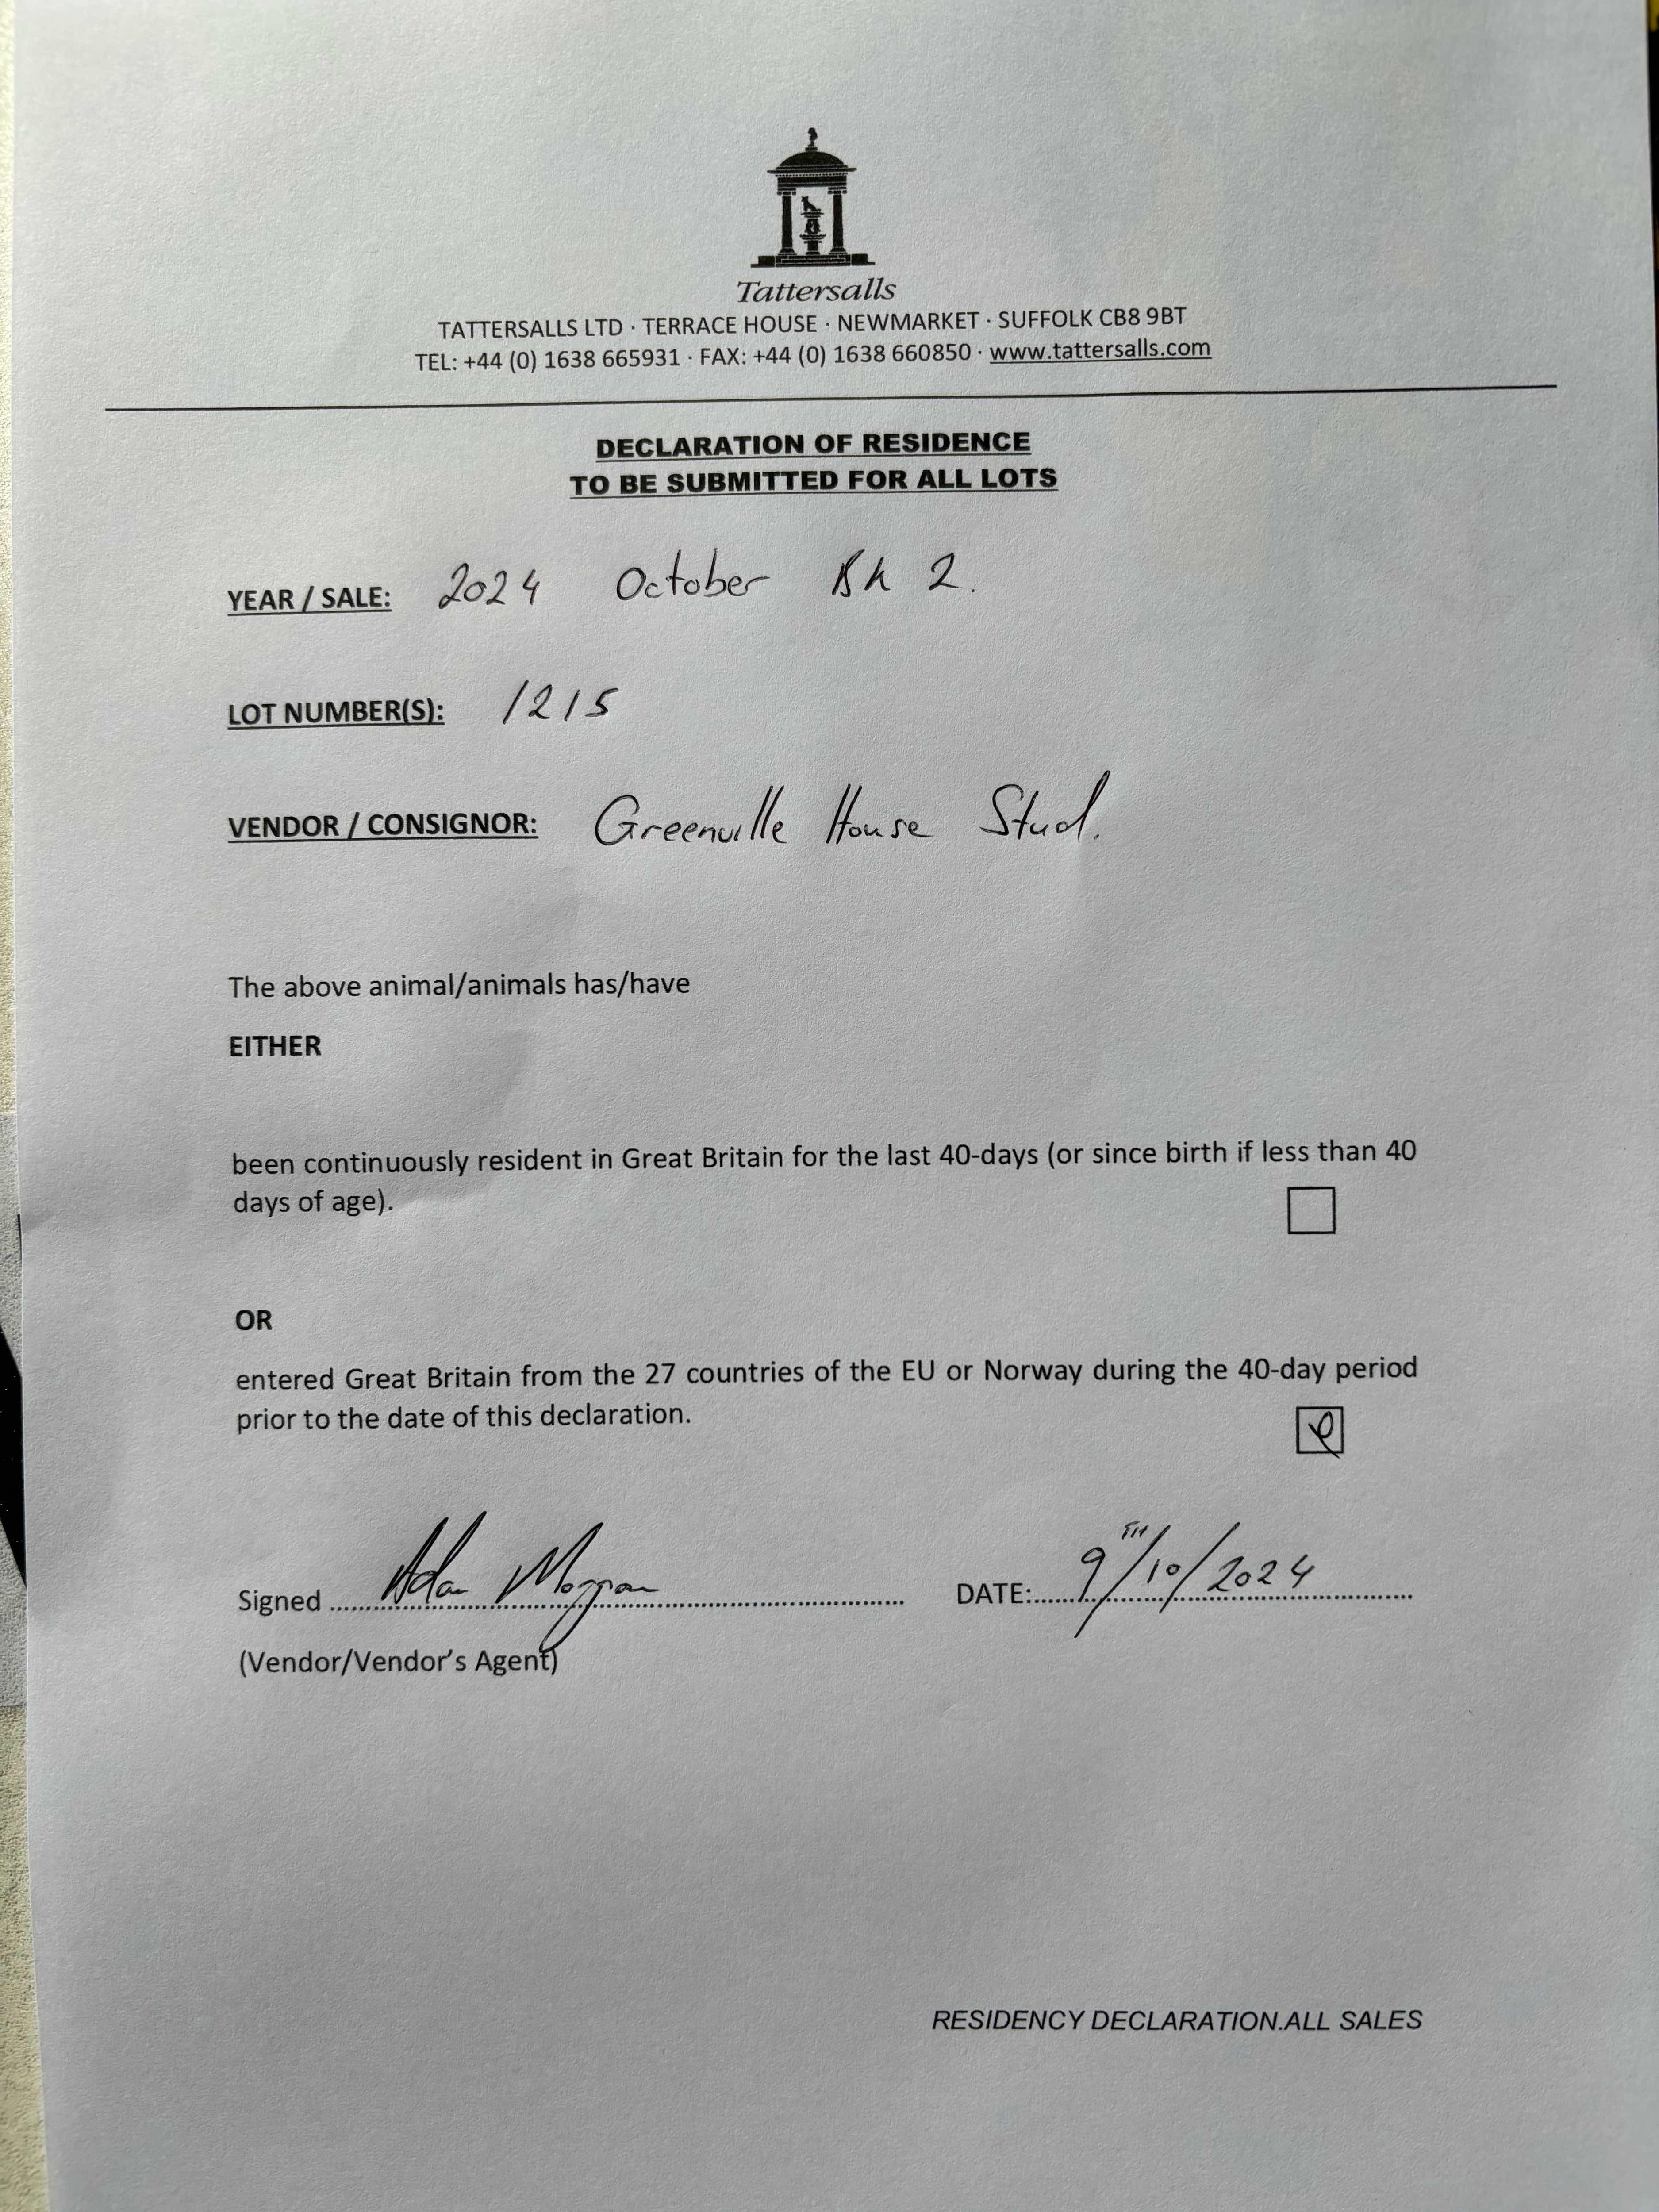 Tattersalls
TATTERSALLS LTD · TERRACE HOUSE · NEWMARKET · SUFFOLK CB8 9BT
TEL: +44 (0) 1638 665931 · FAX: +44 (0) 1638 660850 · www.tattersalls.com
DECLARATION OF RESIDENCE
TO BE SUBMITTED FOR ALL LOTS
YEAR / SALE: 2024 October Bk 2.
LOT NUMBER(S): 1215
VENDOR / CONSIGNOR: Greenville House Stud.
The above animal/animals has/have
EITHER
been continuously resident in Great Britain for the last 40-days (or since birth if less than 40
days of age).
OR
entered Great Britain from the 27 countries of the EU or Norway during the 40-day period
prior to the date of this declaration.
Signed Adam Morgan DATE: 9TH/10/2024
(Vendor/Vendor's Agent)
RESIDENCY DECLARATION.ALL SALES